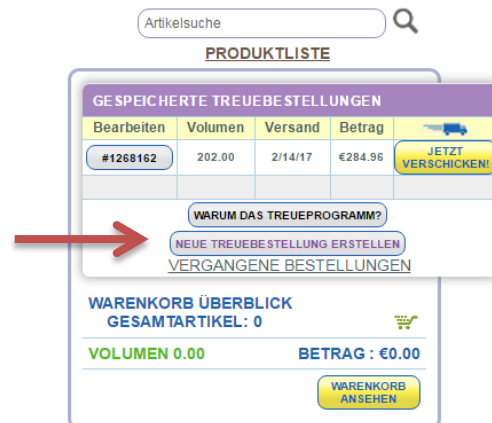 Artikelsuche
PRODUKTLISTE
GESPEICHERTE TREUEBESTELLUNGEN
Bearbeiten Volumen Versand Betrag
#1268162 202.00 2/14/17 €284.96 JETZT VERSCHICKEN!
WARUM DAS TREUEPROGRAMM?
NEUE TREUEBESTELLUNG ERSTELLEN
VERGANGENE BESTELLUNGEN
WARENKORB ÜBERBLICK
GESAMTARTIKEL: 0
VOLUMEN 0.00 BETRAG : €0.00
WARENKORB
ANSEHEN